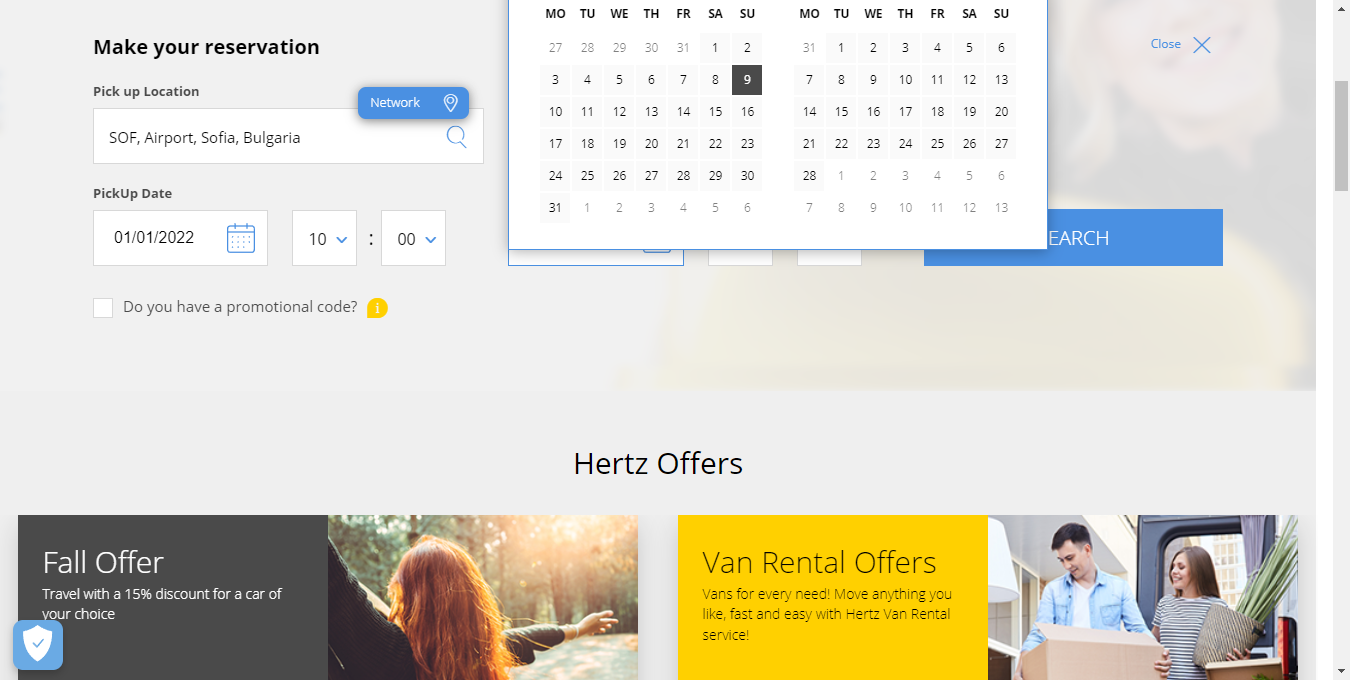 MO TU WE TH FR SA SU
27 28 29 30 31 1 2
3 4 5 6 7 8 9
10 11 12 13 14 15 16
17 18 19 20 21 22 23
24 25 26 27 28 29 30
31 1 2 3 4 5 6
MO TU WE TH FR SA SU
31 1 2 3 4 5 6
7 8 9 10 11 12 13
14 15 16 17 18 19 20
21 22 23 24 25 26 27
28 1 2 3 4 5 6
7 8 9 10 11 12 13
Close
Make your reservation
Pick up Location
Network
SOF, Airport, Sofia, Bulgaria
PickUp Date
01/01/2022 10 : 00
EARCH
Do you have a promotional code? i
Hertz Offers
Fall Offer
Travel with a 15% discount for a car of
your choice
Van Rental Offers
Vans for every need! Move anything you
like, fast and easy with Hertz Van Rental
service!